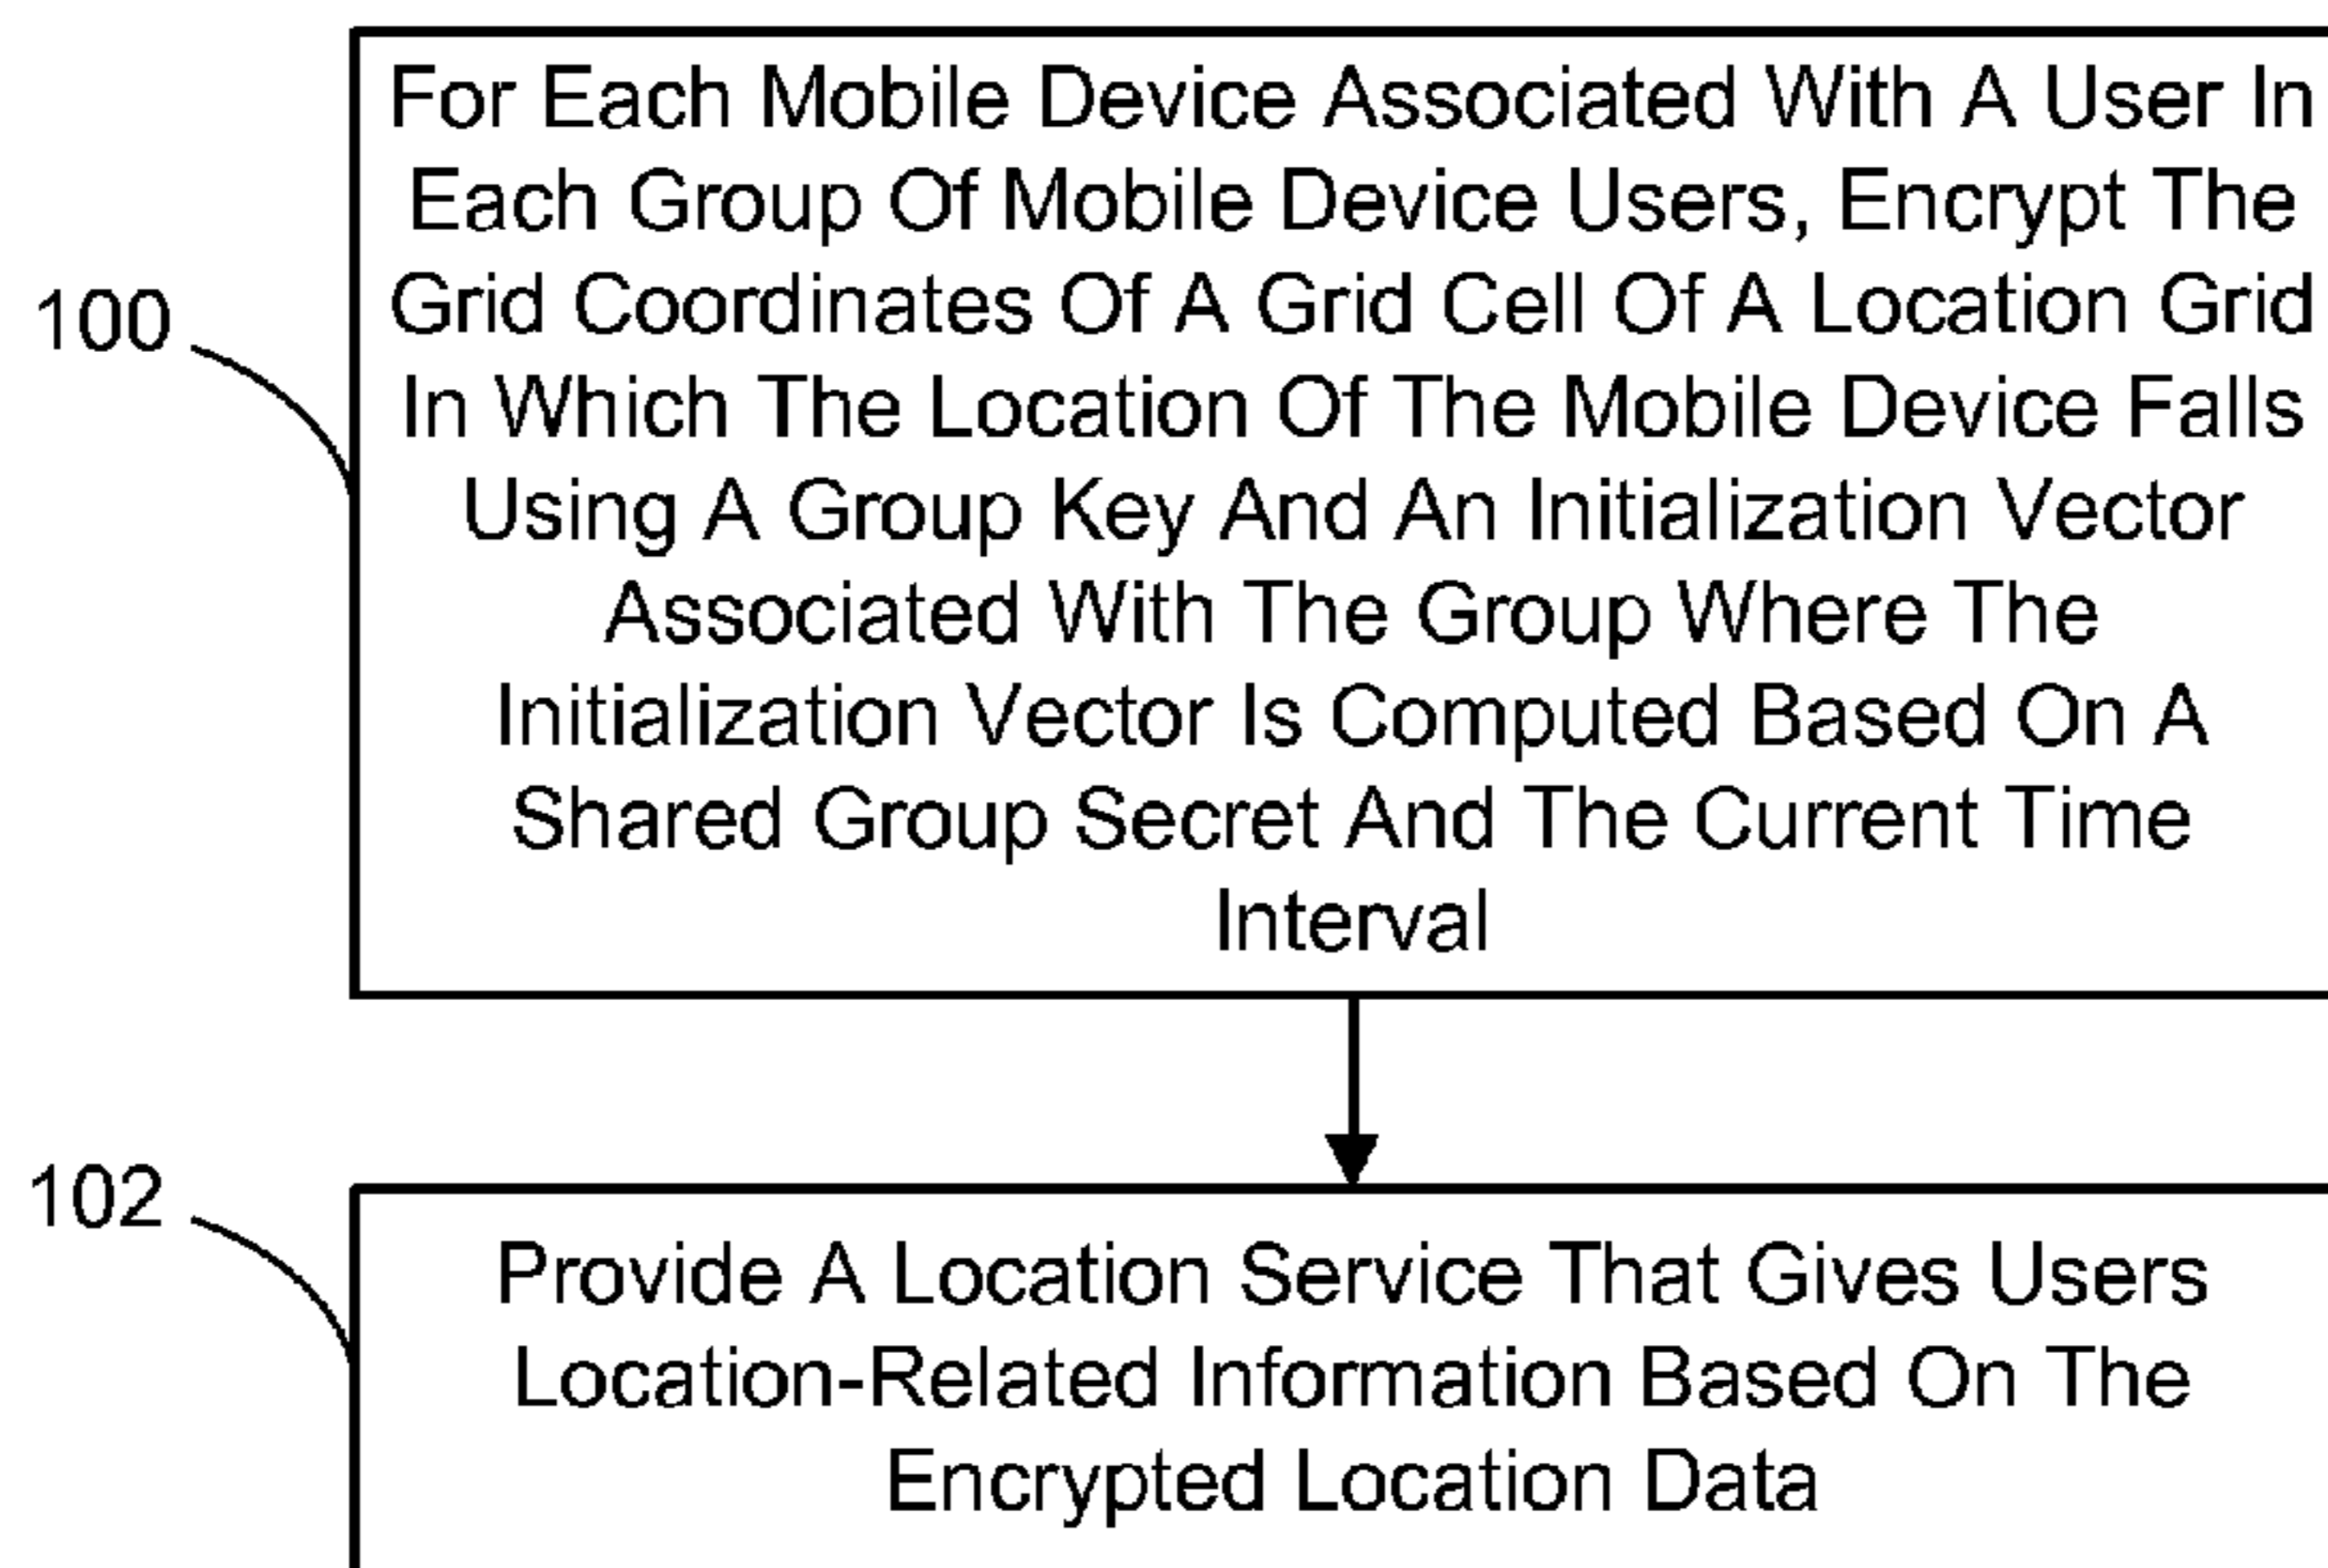 For Each Mobile Device Associated With A User In
Each Group Of Mobile Device Users, Encrypt The
Grid Coordinates Of A Grid Cell Of A Location Grid
In Which The Location Of The Mobile Device Falls
Using A Group Key And An Initialization Vector
Associated With The Group Where The
Initialization Vector Is Computed Based On A
Shared Group Secret And The Current Time
Interval
100
102
Provide A Location Service That Gives Users
Location-Related Information Based On The
Encrypted Location Data